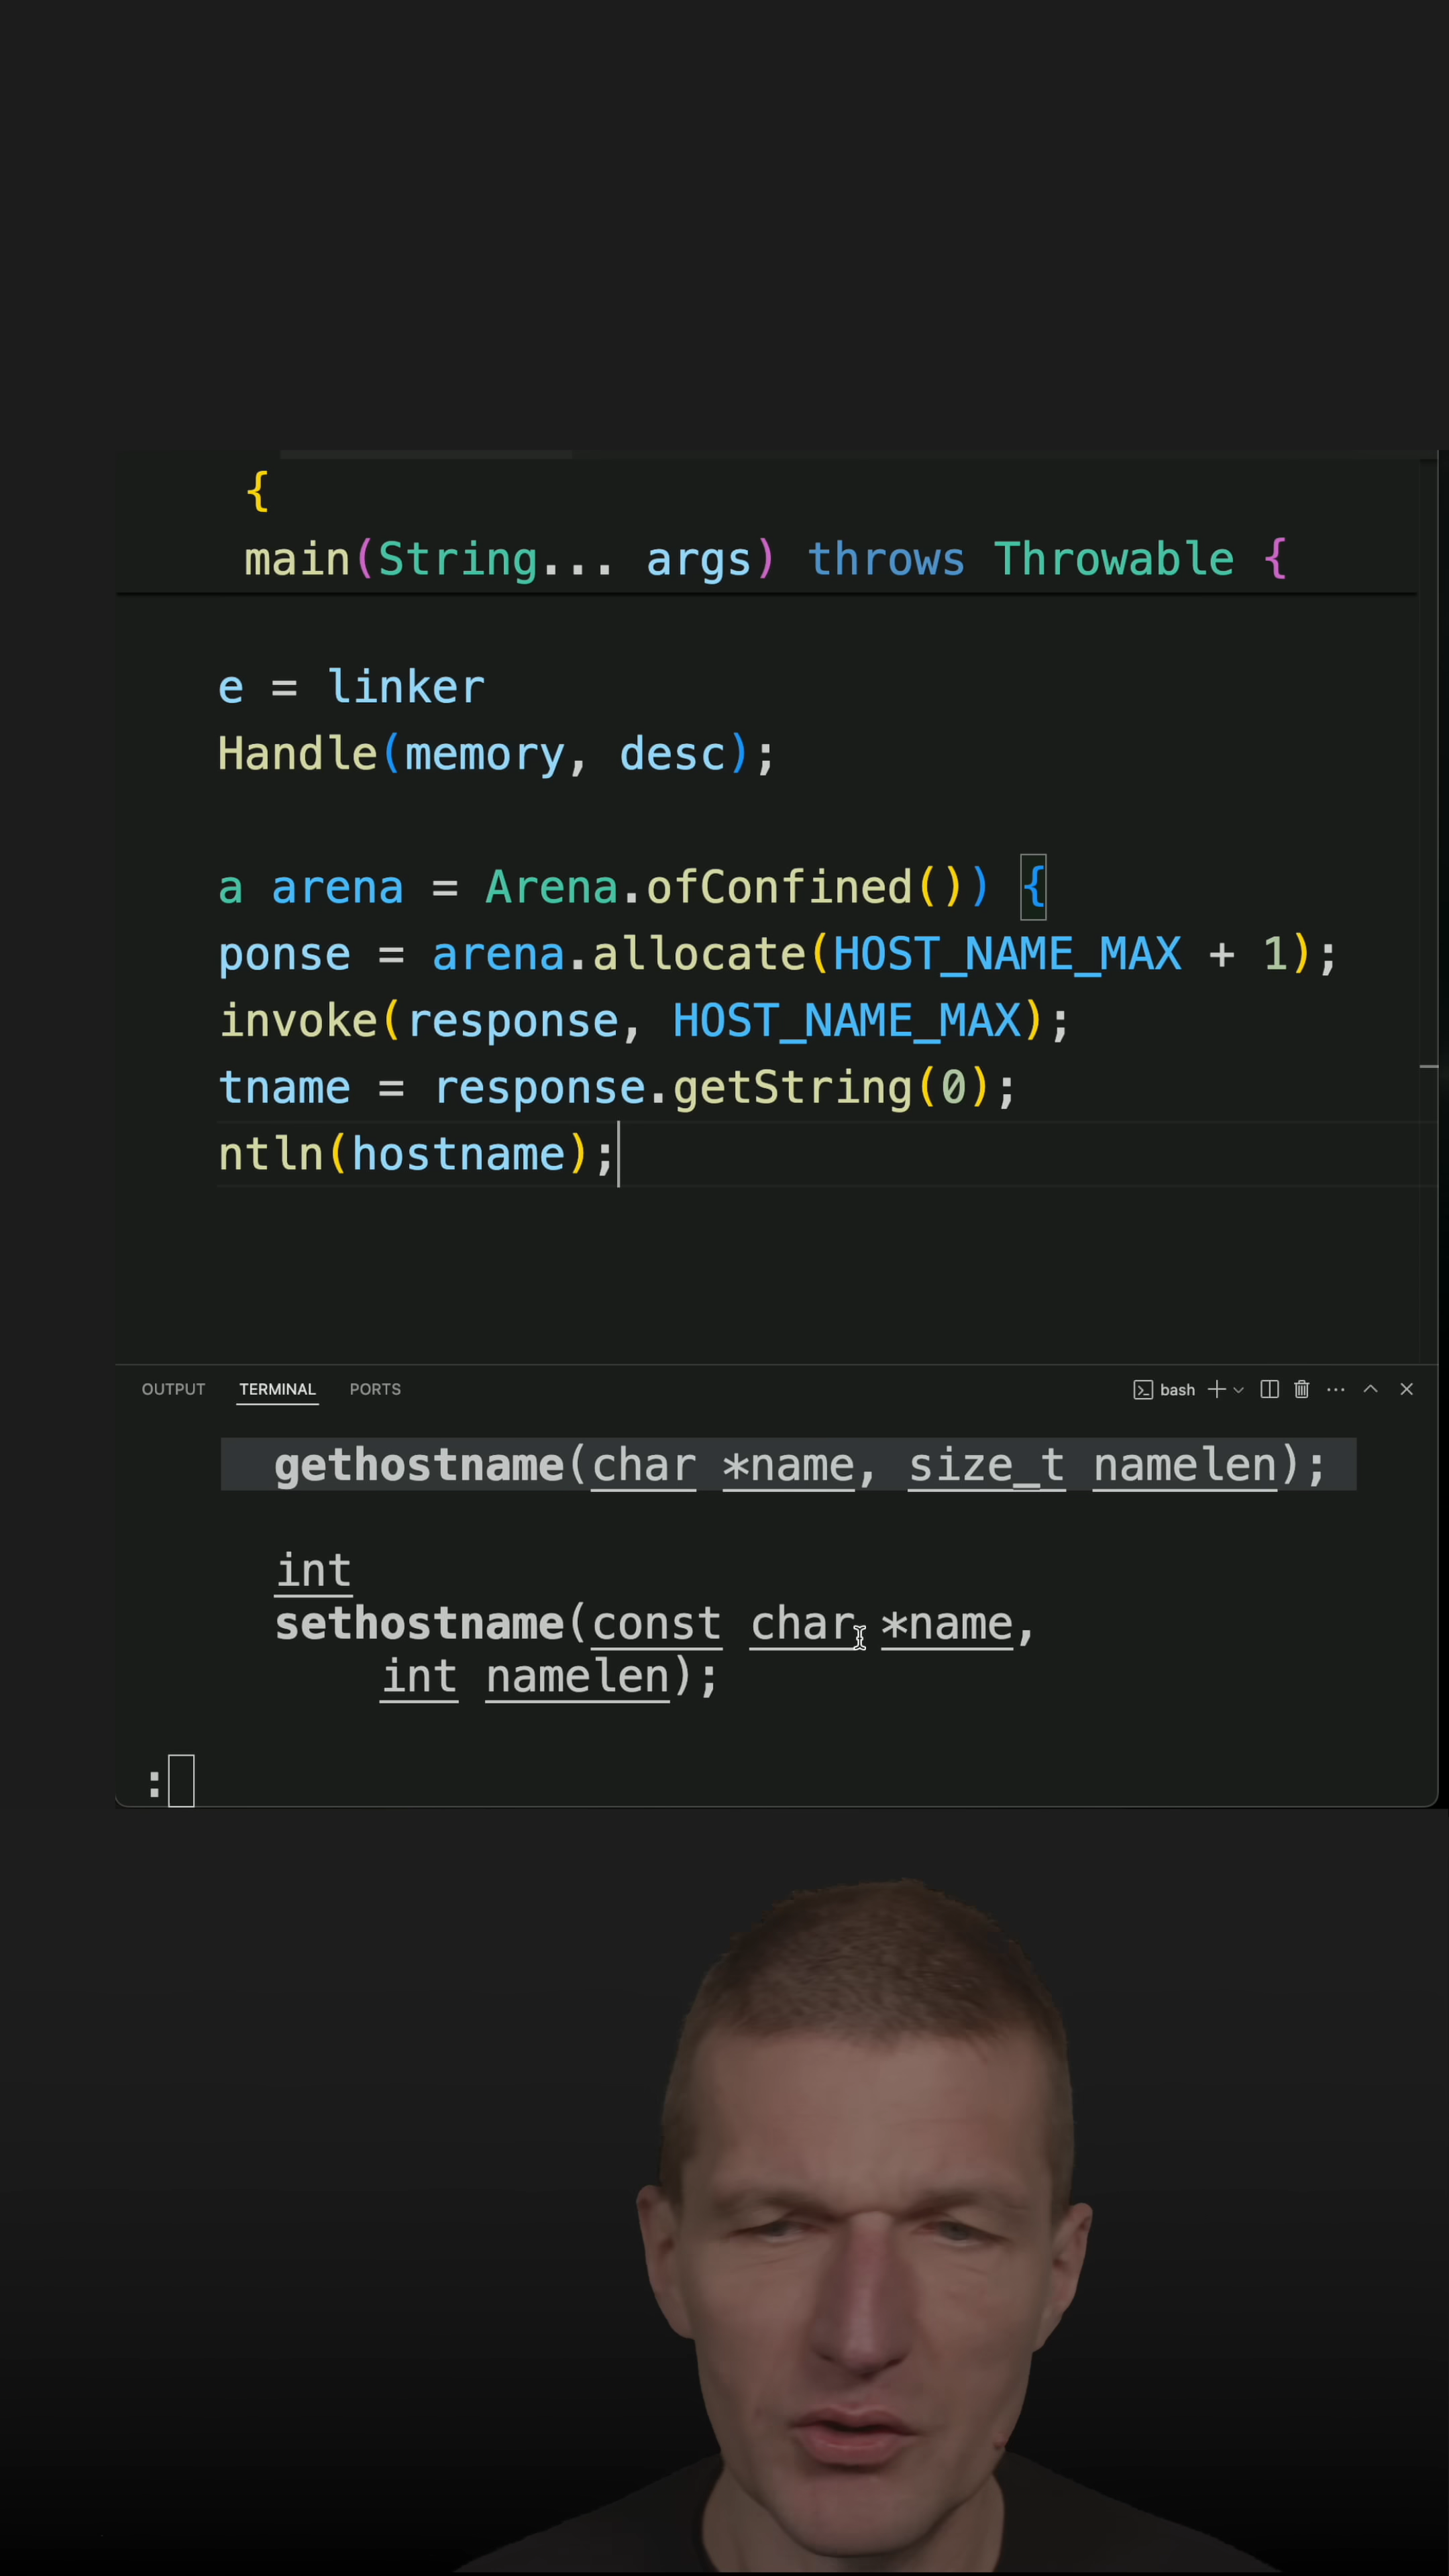 {
main(String... args) throws Throwable {
e = linker
Handle(memory, desc);
a arena = Arena.ofConfined()) {
ponse = arena.allocate(HOST_NAME_MAX + 1);
invoke(response, HOST_NAME_MAX);
tname = response.getString(0);
ntln(hostname);
OUTPUT TERMINAL PORTS bash
gethostname(char *name, size_t namelen);
int
sethostname(const char *name,
int namelen);
: